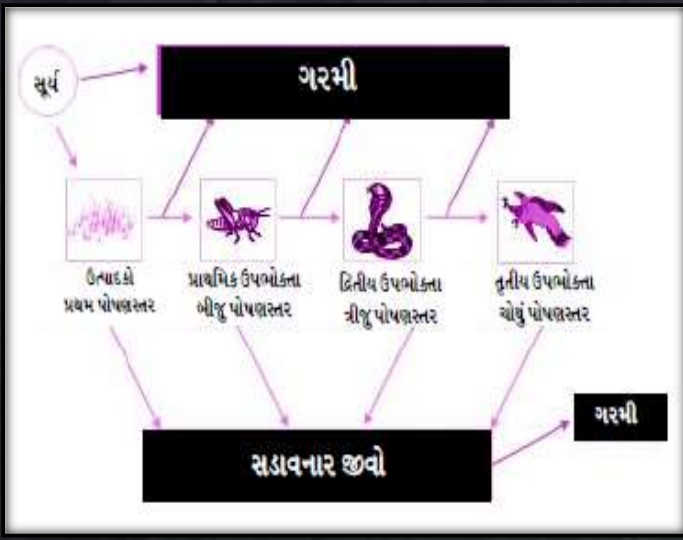 સૂર્ય
ગરમી
ઉત્પાદકો
પ્રથમ પોષણસ્તર
પ્રાથમિક ઉપભોક્તા
બીજુ પોષણસ્તર
દ્વિતીય ઉપભોક્તા
ત્રીજુ પોષણસ્તર
તૃતીય ઉપભોક્તા
ચોથું પોષણસ્તર
ગરમી
સડાવનાર જીવો